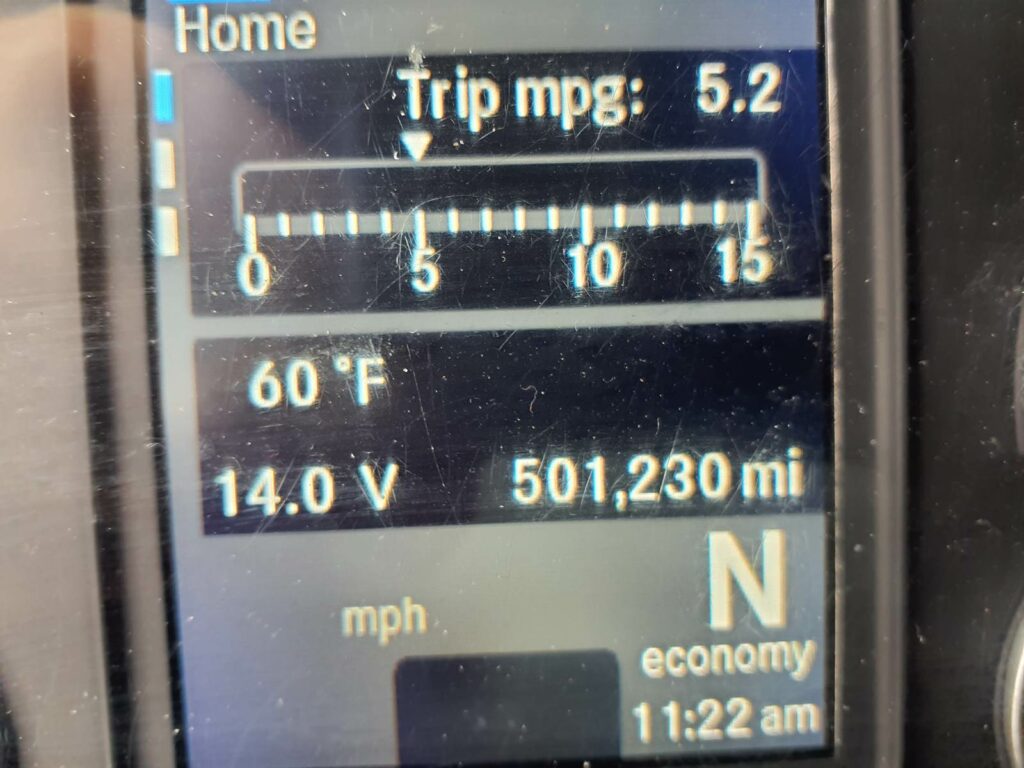 Home
Trip mpg: 5.2
0 5 10 15
60 °F
14.0 V 501,230 mi
N
mph
economy
11:22 am